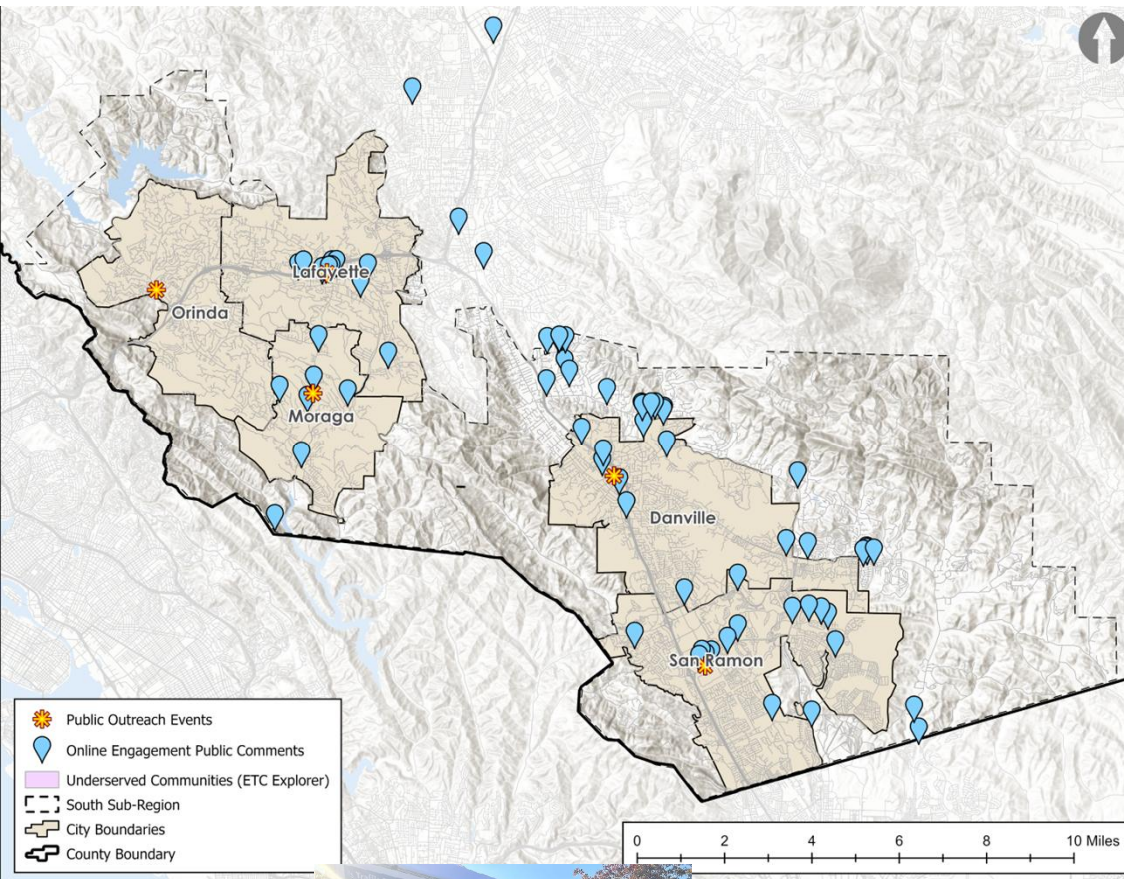 Lafayette
Orinda
Moraga
Danville
San Ramon
Public Outreach Events
Online Engagement Public Comments
Underserved Communities (ETC Explorer)
South Sub-Region
City Boundaries
County Boundary
0 2 4 6 8 10 Miles